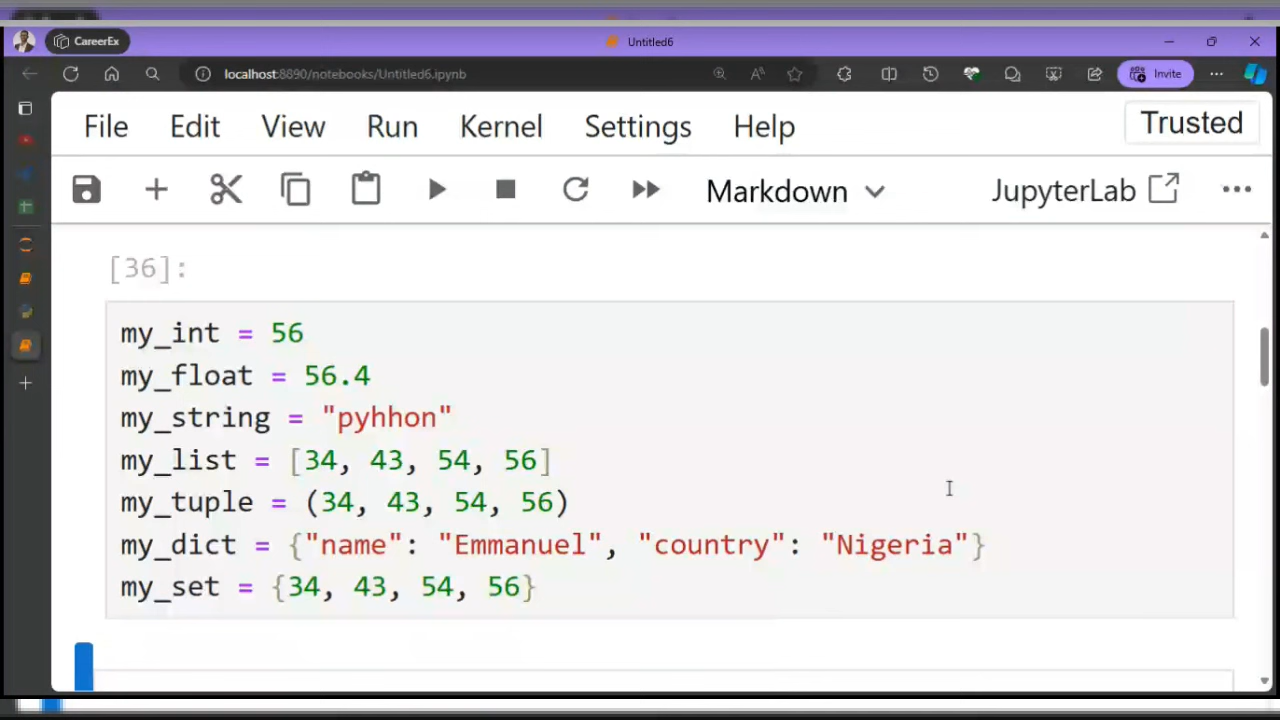 CareerEx
Untitled6
localhost:8890/notebooks/Untitled6.ipynb
Invite
File Edit View Run Kernel Settings Help
Trusted
Markdown
JupyterLab
[36]:
my_int = 56
my_float = 56.4
my_string = "pyhhon"
my_list = [34, 43, 54, 56]
my_tuple = (34, 43, 54, 56)
my_dict = {"name": "Emmanuel", "country": "Nigeria"}
my_set = {34, 43, 54, 56}